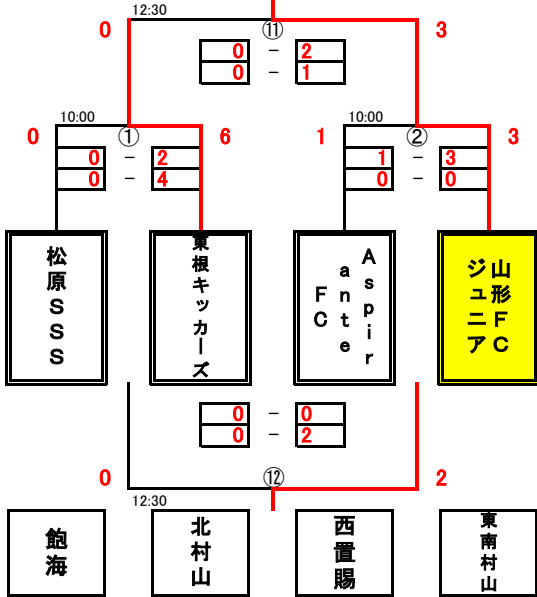 12:30
0 ⑪ 3
0 - 2
0 - 1
10:00 10:00
0 ① 6 1 ② 3
0 - 2 1 - 3
0 - 4 0 - 0
松原SSS
東根キッカーズ
Aspir
ante
FC
山形FC
ジュニア
0 - 0
0 - 2
0 ⑫ 2
12:30
飽海
北村山
西置賜
東南村山